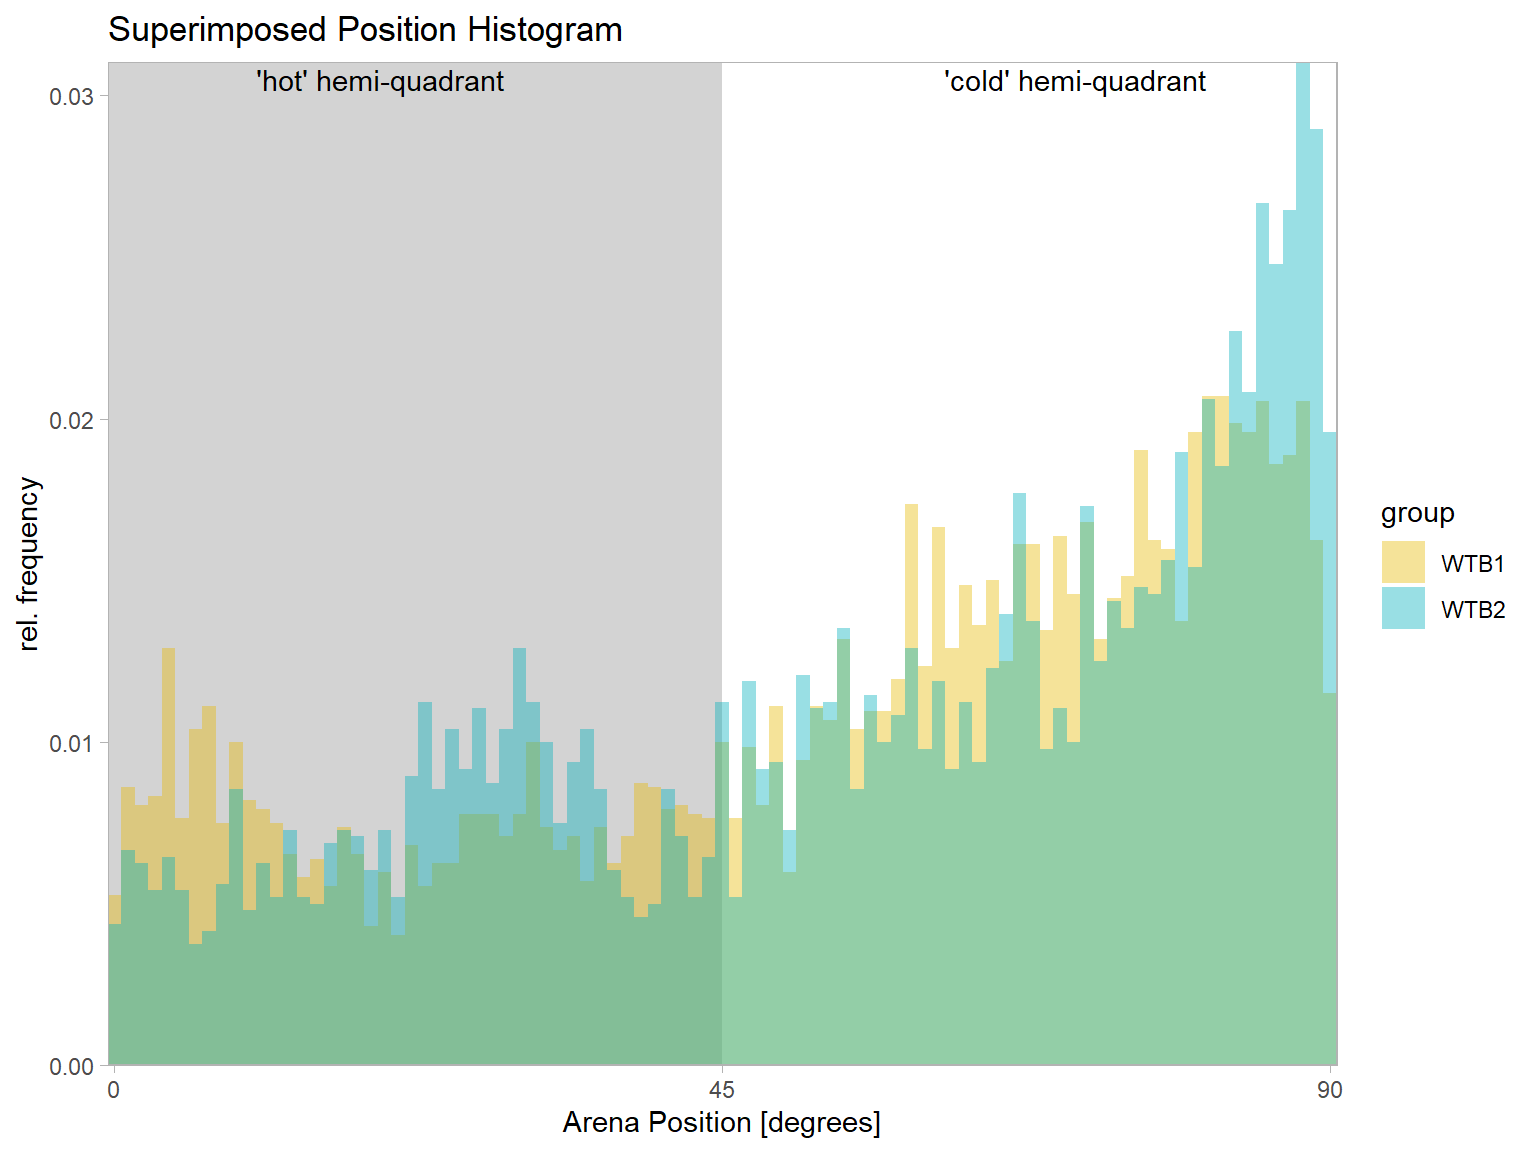 Superimposed Position Histogram
'hot' hemi-quadrant
'cold' hemi-quadrant
0.03
0.02
0.01
0.00
rel. frequency
0
45
90
Arena Position [degrees]
group
WTB1
WTB2